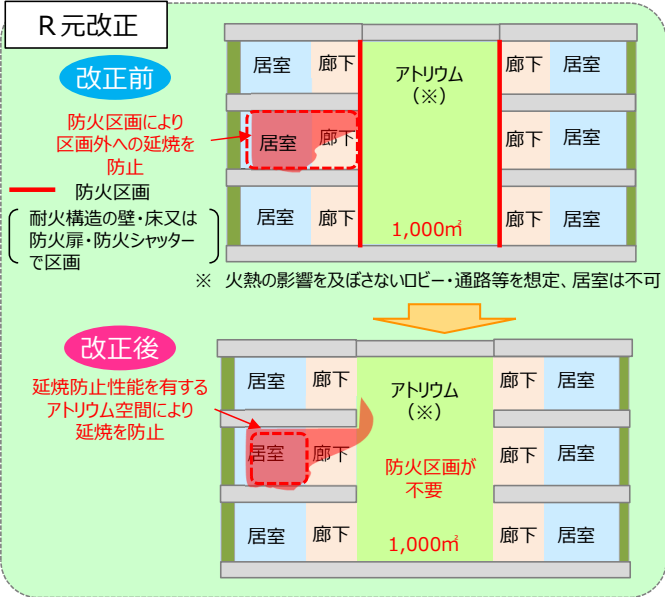 R元改正
改正前
居室
廊下
アトリウム
（※）
廊下
居室
防火区画により
区画外への延焼を
防止
居室
廊下
廊下
居室
防火区画
耐火構造の壁・床又は
防火扉・防火シャッター
で区画
居室
廊下
1,000㎡
廊下
居室
※ 火熱の影響を及ぼさないロビー・通路等を想定、居室は不可
改正後
居室
廊下
アトリウム
（※）
廊下
居室
延焼防止性能を有する
アトリウム空間により
延焼を防止
居室
廊下
防火区画が
不要
廊下
居室
居室
廊下
1,000㎡
廊下
居室